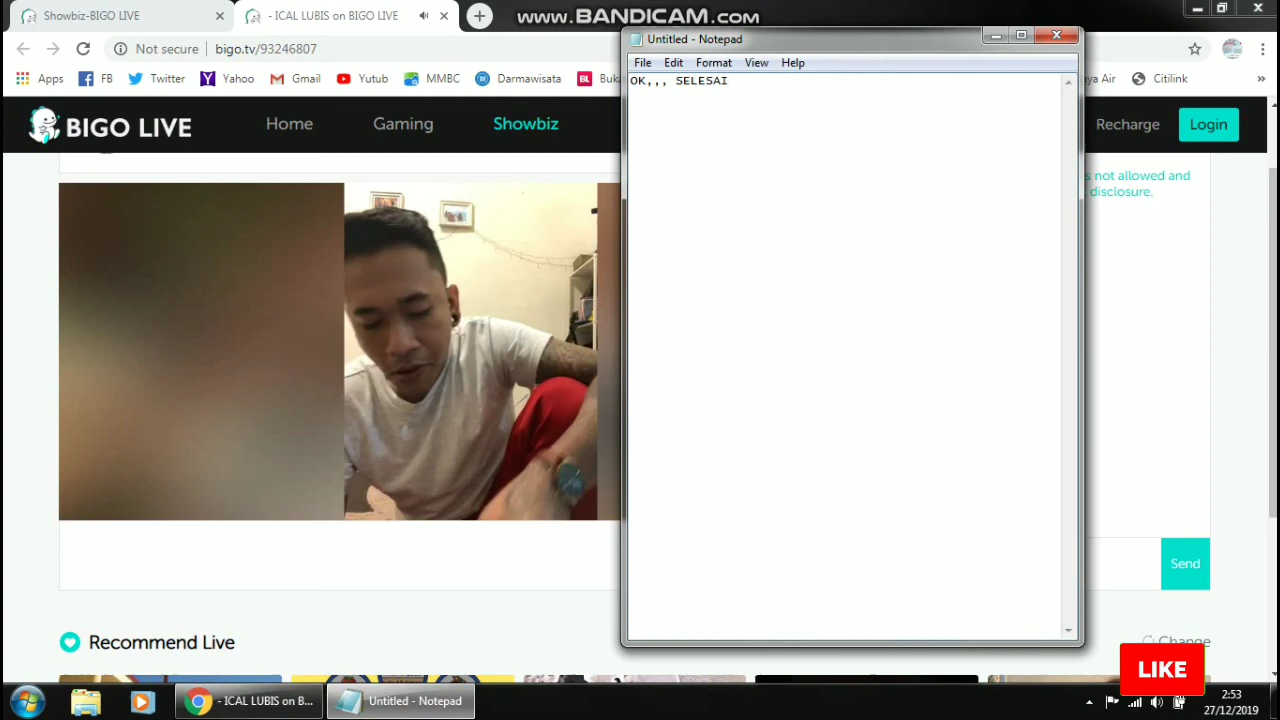 Showbiz-BIGO LIVE
- ICAL LUBIS on BIGO LIVE
www.BANDICAM.com
Not secure
bigo.tv/93246807
Untitled - Notepad
Apps
FB
Twitter
Yahoo
Gmail
Yutub
MMBC
Darmawisata
BL
Citilink
File
Edit
Format
View
Help
OK,,, SELESAI
BIGO LIVE
Home
Gaming
Showbiz
Recharge
Login
not allowed and
disclosure.
Send
Recommend Live
Change
LIKE
- ICAL LUBIS on B...
Untitled - Notepad
2:53
27/12/2019